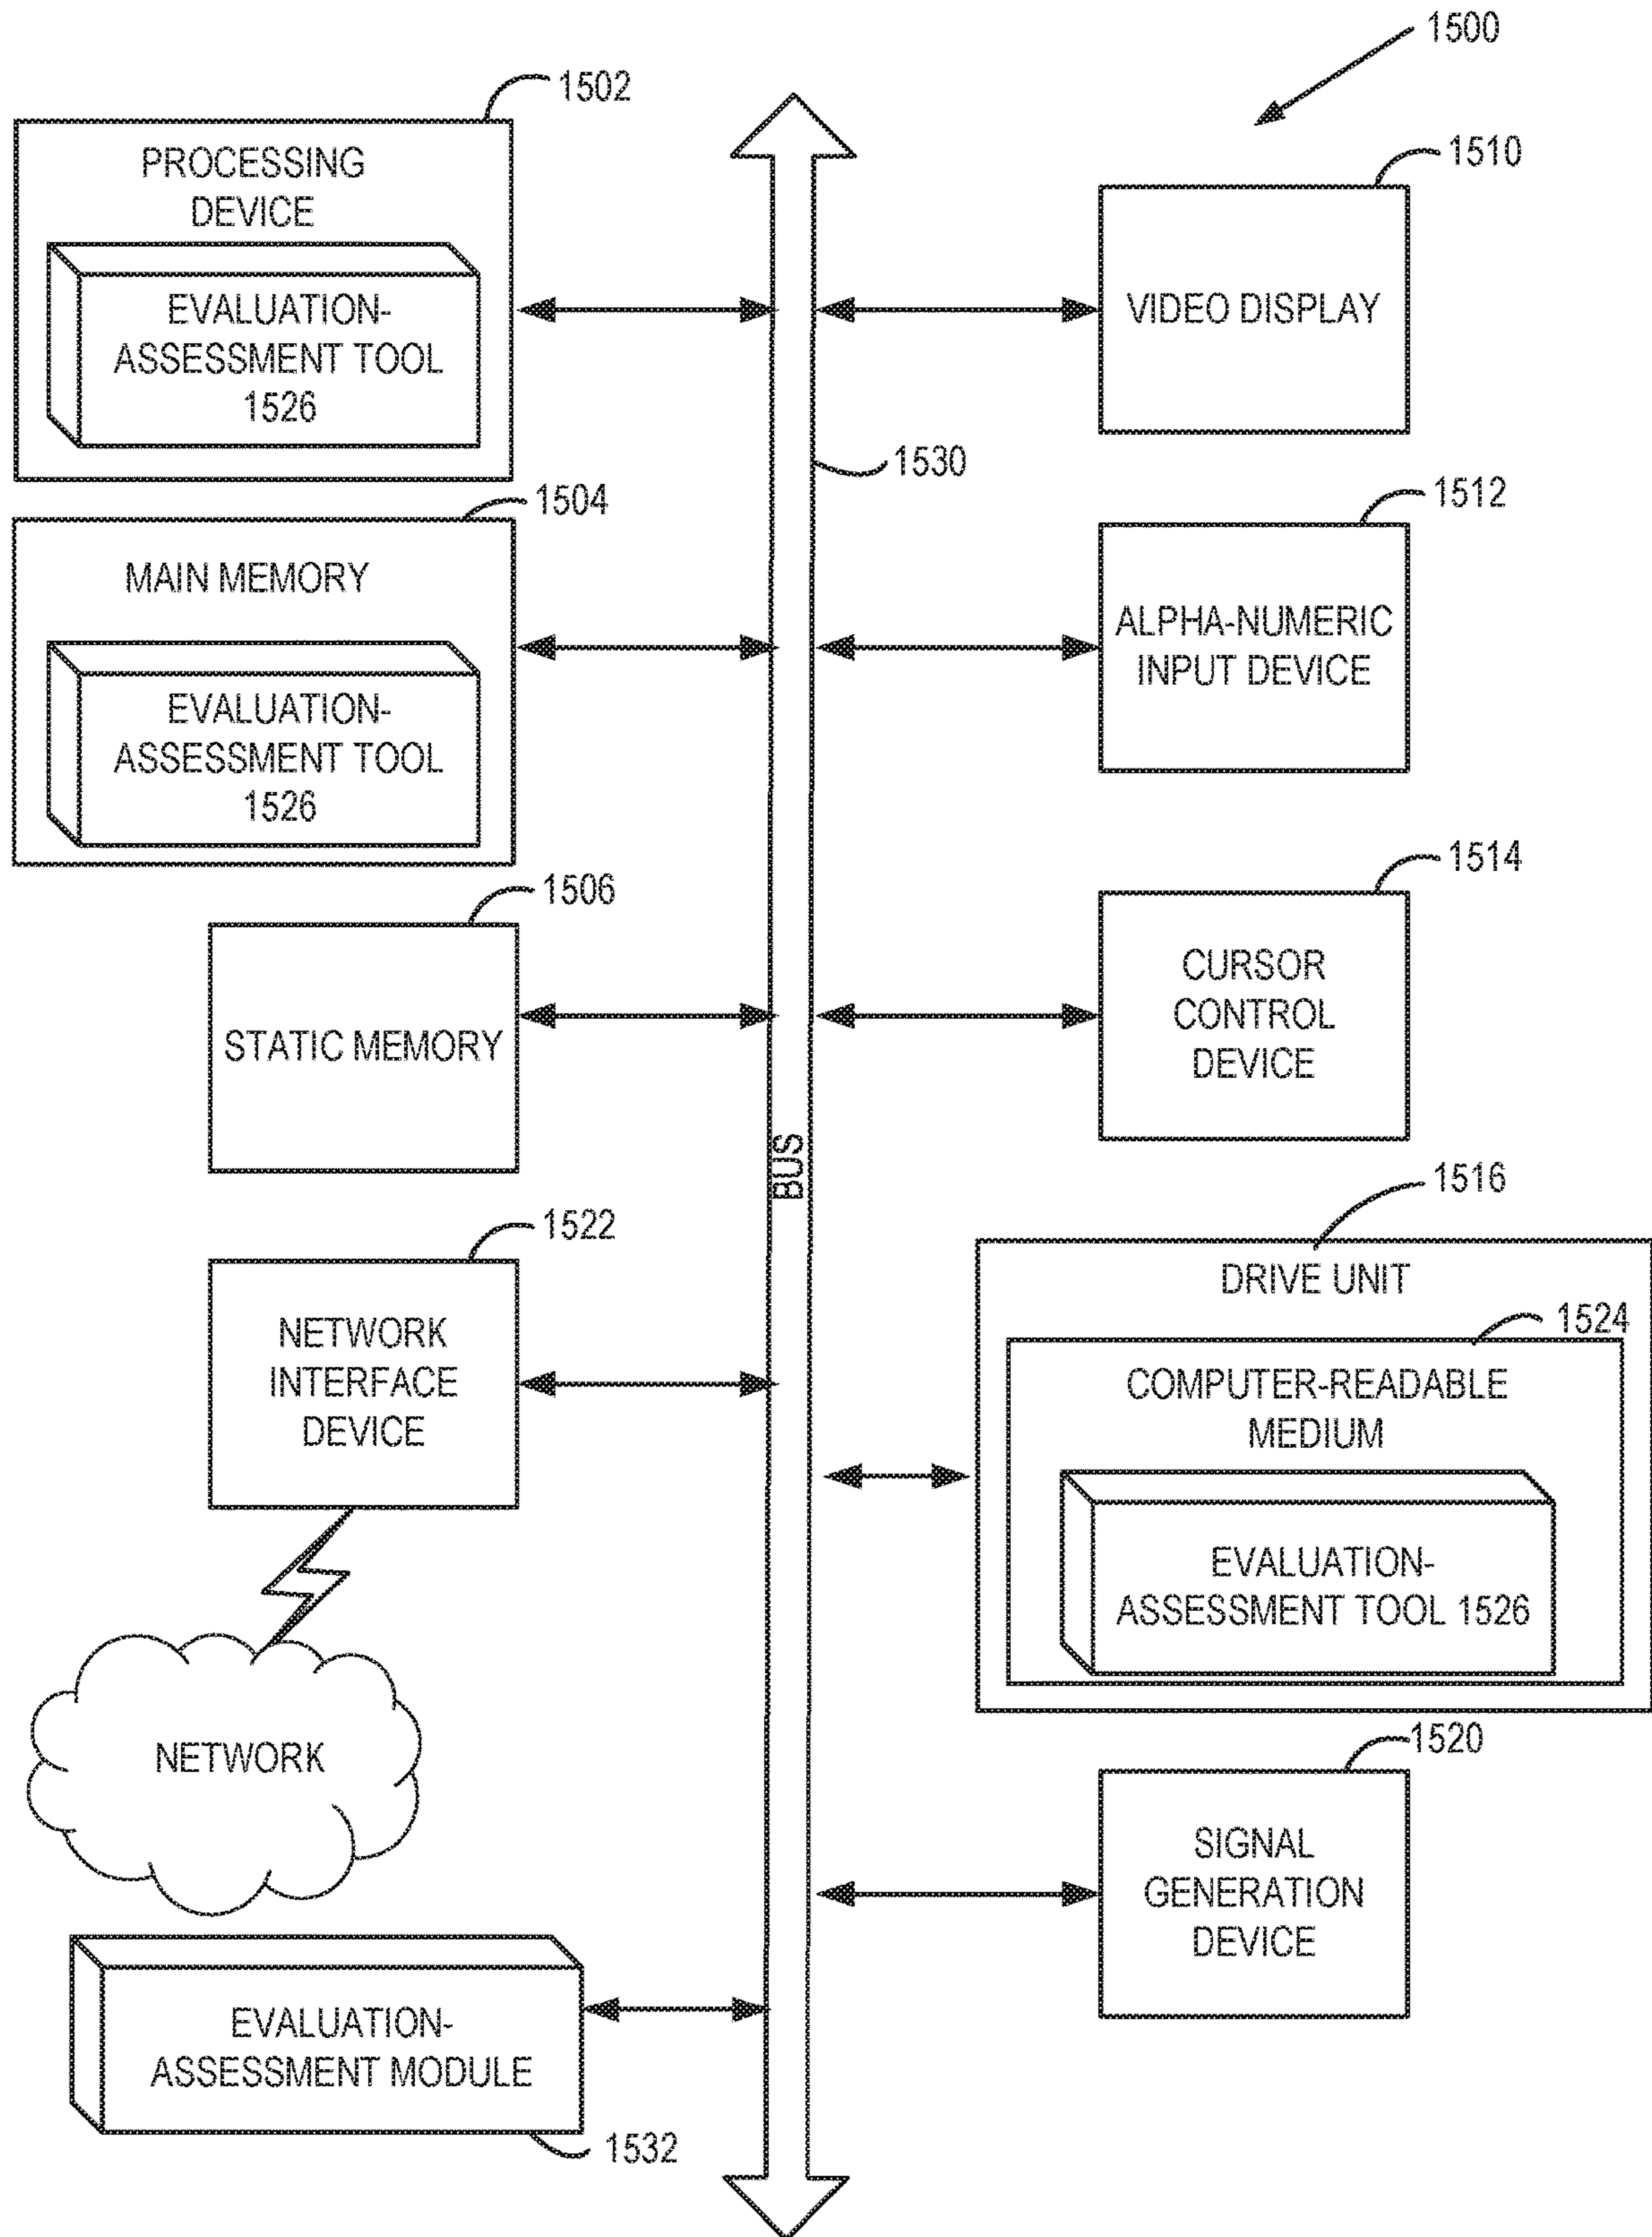 1500
1502
PROCESSING
DEVICE
EVALUATION-
ASSESSMENT TOOL
1526
1510
VIDEO DISPLAY
1530
1504
MAIN MEMORY
EVALUATION-
ASSESSMENT TOOL
1526
1512
ALPHA-NUMERIC
INPUT DEVICE
1506
STATIC MEMORY
1514
CURSOR
CONTROL
DEVICE
BUS
1522
NETWORK
INTERFACE
DEVICE
1516
DRIVE UNIT
1524
COMPUTER-READABLE
MEDIUM
EVALUATION-
ASSESSMENT TOOL 1526
NETWORK
1520
SIGNAL
GENERATION
DEVICE
EVALUATION-
ASSESSMENT MODULE
1532